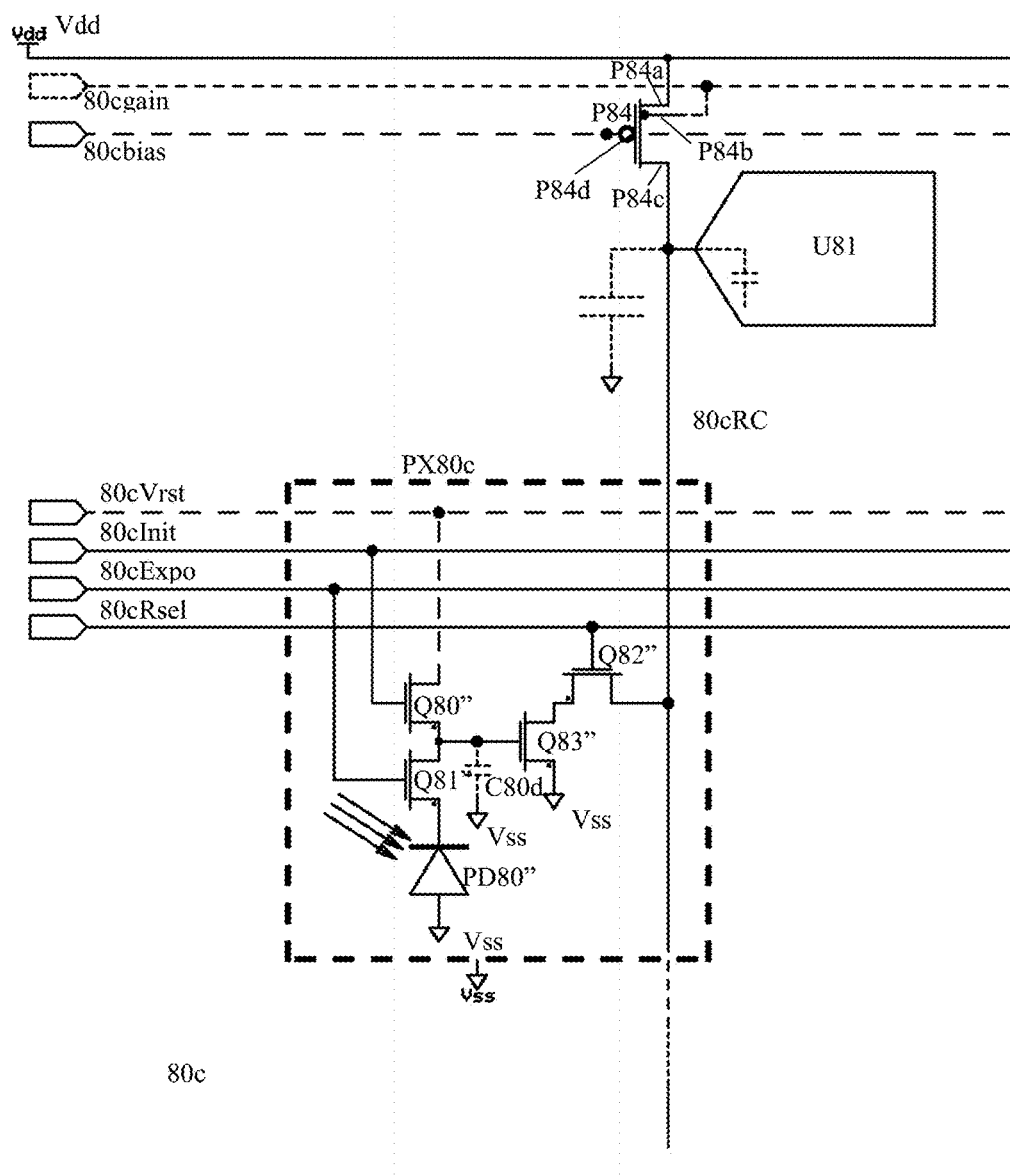 Vdd
Vdd
P84a
80cgain
P84
80cbias
P84b
P84d
P84c
U81
80cRC
PX80c
80cVrst
80cInit
80cExpo
80cRsel
Q82”
Q80”
Q83”
Q81”
C80d
Vss
Vss
PD80”
Vss
Vss
80c